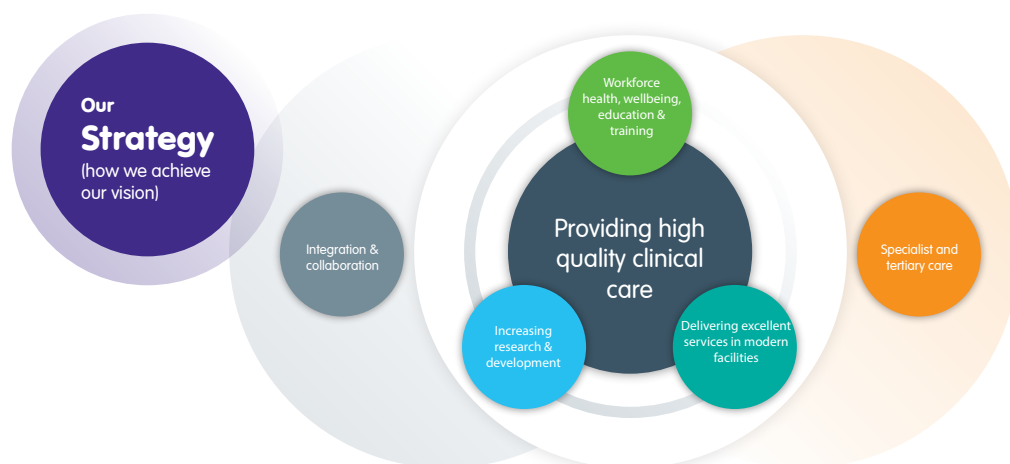 Our
Strategy
(how we achieve
our vision)
Integration &
collaboration
Workforce
health, wellbeing,
education &
training
Providing high
quality clinical
care
Increasing
research &
development
Delivering excellent
services in modern
facilities
Specialist and
tertiary care